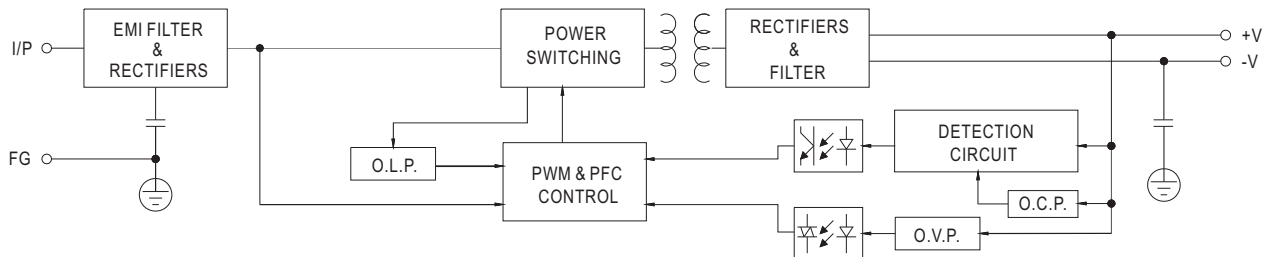 I/P
EMI FILTER
&
RECTIFIERS
POWER
SWITCHING
RECTIFIERS
&
FILTER
+V
-V
FG
O.L.P.
PWM & PFC
CONTROL
DETECTION
CIRCUIT
O.C.P.
O.V.P.